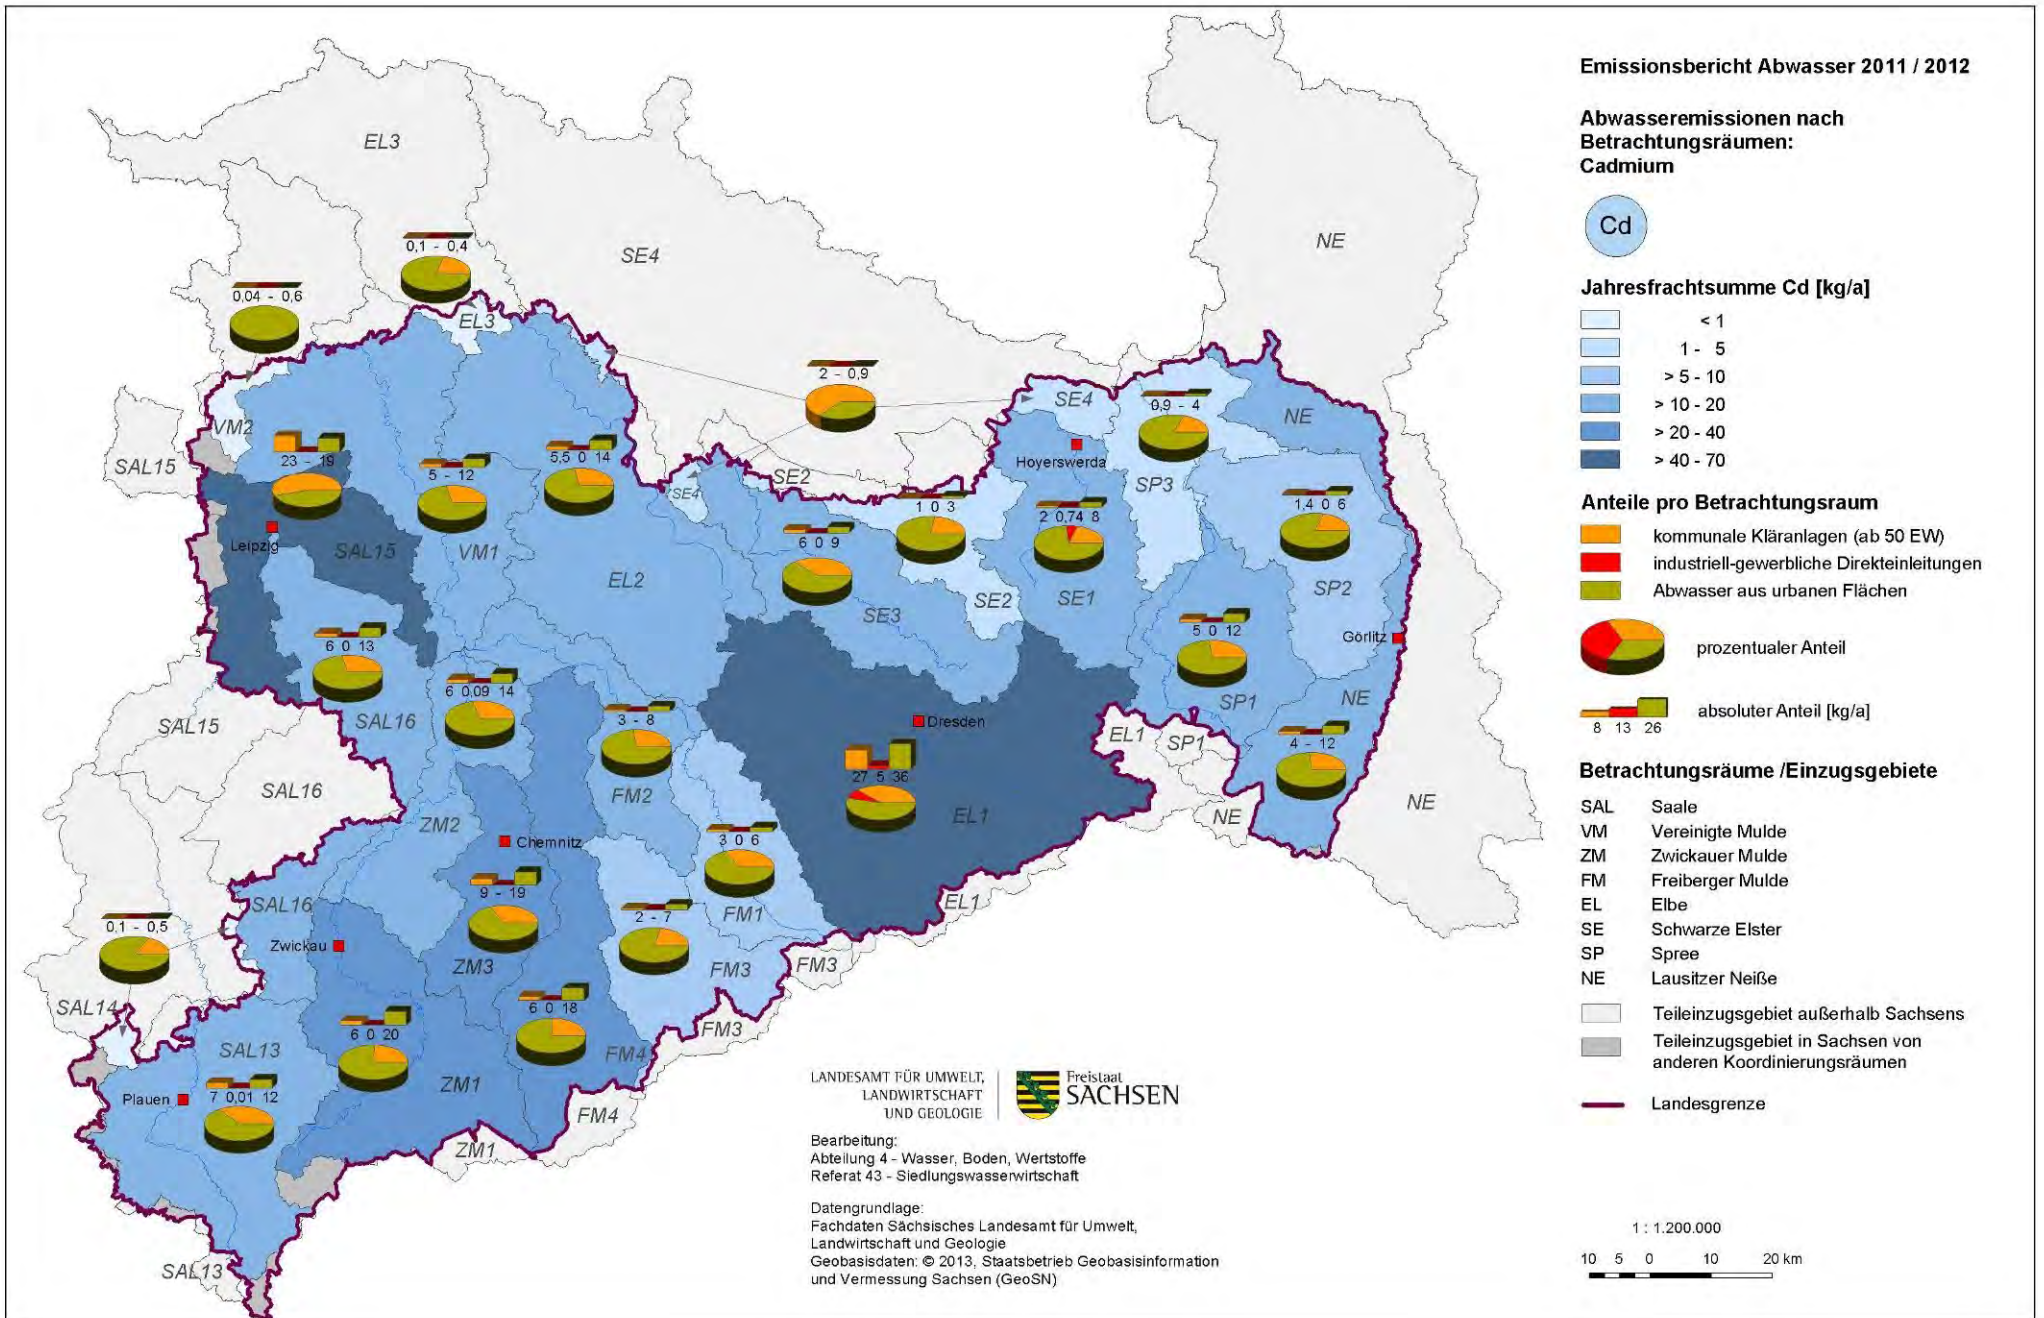 Emissionsbericht Abwasser 2011 / 2012
Abwasseremissionen nach
Betrachtungsräumen:
Cadmium
Cd
Jahresfrachtsumme Cd [kg/a]
< 1
1 - 5
> 5 - 10
> 10 - 20
> 20 - 40
> 40 - 70
Anteile pro Betrachtungsraum
kommunale Kläranlagen (ab 50 EW)
industriell-gewerbliche Direkteinleitungen
Abwasser aus urbanen Flächen
prozentualer Anteil
absoluter Anteil [kg/a]
8 13 26
Betrachtungsräume /Einzugsgebiete
SAL Saale
VM Vereinigte Mulde
ZM Zwickauer Mulde
FM Freiberger Mulde
EL Elbe
SE Schwarze Elster
SP Spree
NE Lausitzer Neiße
Teileinzugsgebiet außerhalb Sachsens
Teileinzugsgebiet in Sachsen von
anderen Koordinierungsräumen
Landesgrenze
1 : 1.200.000
10 5 0 10 20 km
EL3
SE4
NE
0,1 - 0,4
0,04 - 0,6
EL3
2 - 0,9
SE4
0,9 - 4
NE
VM2
SAL15
23 - 19
5 - 12
5,5 0 14
SE2
SE4
Hoyerswerda
SP3
1 0 3
2 0,74 8
1,4 0 6
Leipzig
SAL15
VM1
6 0 9
EL2
SE3
SE2
SE1
SP2
Görlitz
6 0 13
5 0 12
6 0,09 14
SAL16
SP1
NE
SAL15
3 - 8
Dresden
EL1
SP1
4 - 12
SAL16
27 5 36
FM2
EL1
NE
NE
ZM2
Chemnitz
3 0 6
9 - 19
SAL16
2 - 7
FM1
EL1
0,1 - 0,5
Zwickau
ZM3
FM3
FM3
SAL14
6 0 18
FM3
6 0 20
SAL13
FM4
ZM1
Plauen
7 0,01 12
FM4
ZM1
SAL13
LANDESAMT FÜR UMWELT,
LANDWIRTSCHAFT
UND GEOLOGIE
Freistaat
SACHSEN
Bearbeitung:
Abteilung 4 - Wasser, Boden, Wertstoffe
Referat 43 - Siedlungswasserwirtschaft
Datengrundlage:
Fachdaten Sächsisches Landesamt für Umwelt,
Landwirtschaft und Geologie
Geobasisdaten: © 2013, Staatsbetrieb Geobasisinformation
und Vermessung Sachsen (GeoSN)